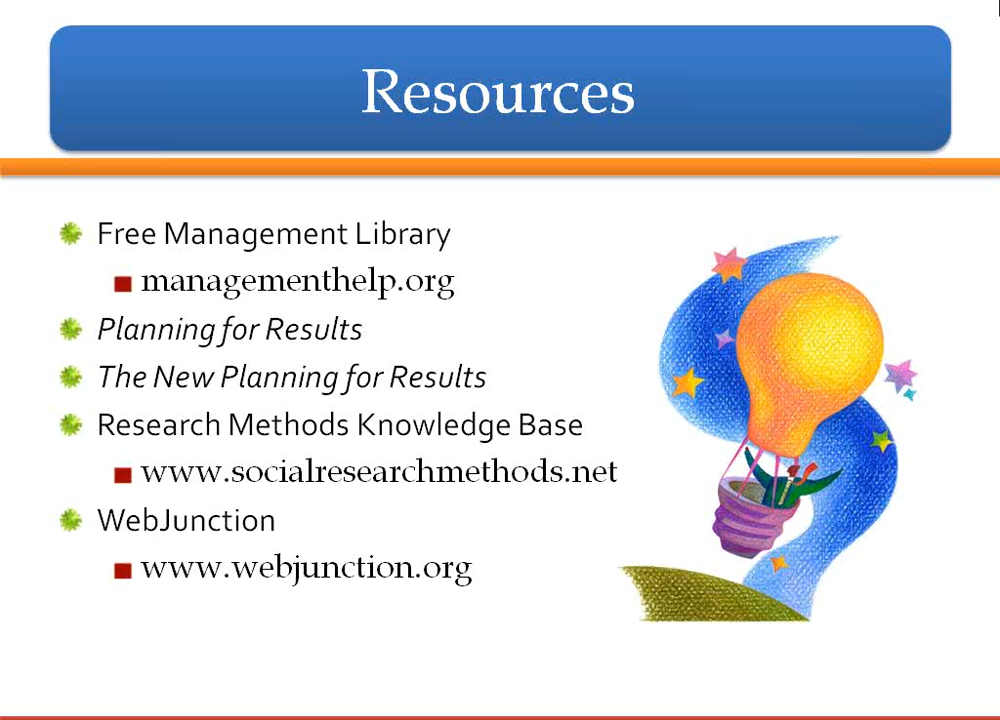 Resources
Free Management Library
managementhelp.org
Planning for Results
The New Planning for Results
Research Methods Knowledge Base
www.socialresearchmethods.net
WebJunction
www.webjunction.org